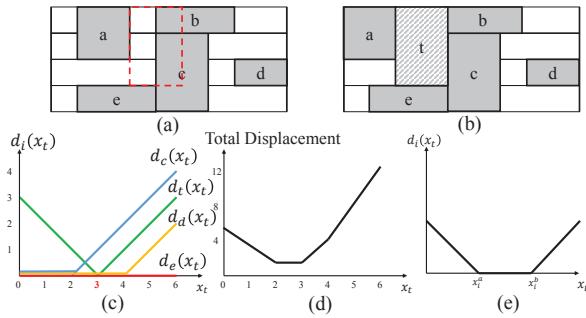 a
b
c
d
e
(a)
a
b
t
c
d
e
(b)
d_i(x_t)
4
3
2
1
0
1
2
3
4
5
6
x_t
d_c(x_t)
d_t(x_t)
d_d(x_t)
d_e(x_t)
(c)
Total Displacement
12
8
4
0
1
2
3
4
5
6
x_t
(d)
d_i(x_t)
x_i^a
x_i^b
x_t
(e)